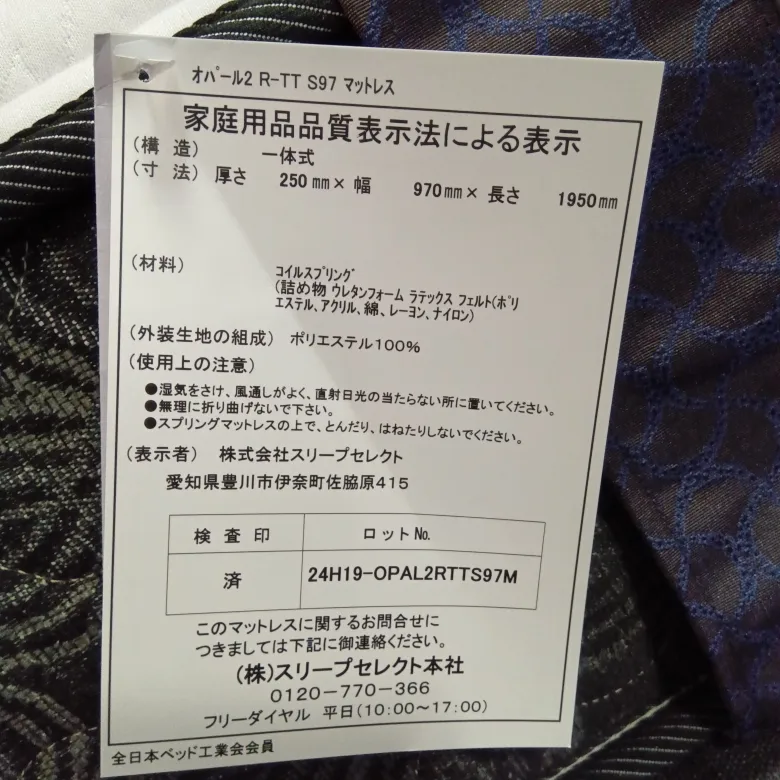 オパール2 R-TT S97 マットレス
家庭用品品質表示法による表示
(構 造) 一体式
(寸 法) 厚さ 250㎜× 幅 970㎜× 長さ 1950㎜
(材料) コイルスプリング
(詰め物 ウレタンフォーム ラテックス フェルト(ポリ
エステル、アクリル、綿、レーヨン、ナイロン)
(外装生地の組成) ポリエステル100%
(使用上の注意)
●湿気をさけ、風通しがよく、直射日光の当たらない所に置いてください。
●無理に折り曲げないで下さい。
●スプリングマットレスの上で、とんだり、はねたりしないでください。
(表示者) 株式会社スリープセレクト
愛知県豊川市伊奈町佐脇原415
検 査 印 ロット№
済 24H19-OPAL2RTTS97M
このマットレスに関するお問合せに
つきましては下記に御連絡ください。
(株)スリープセレクト本社
0120-770-366
フリーダイヤル 平日(10:00~17:00)
全日本ベッド工業会会員